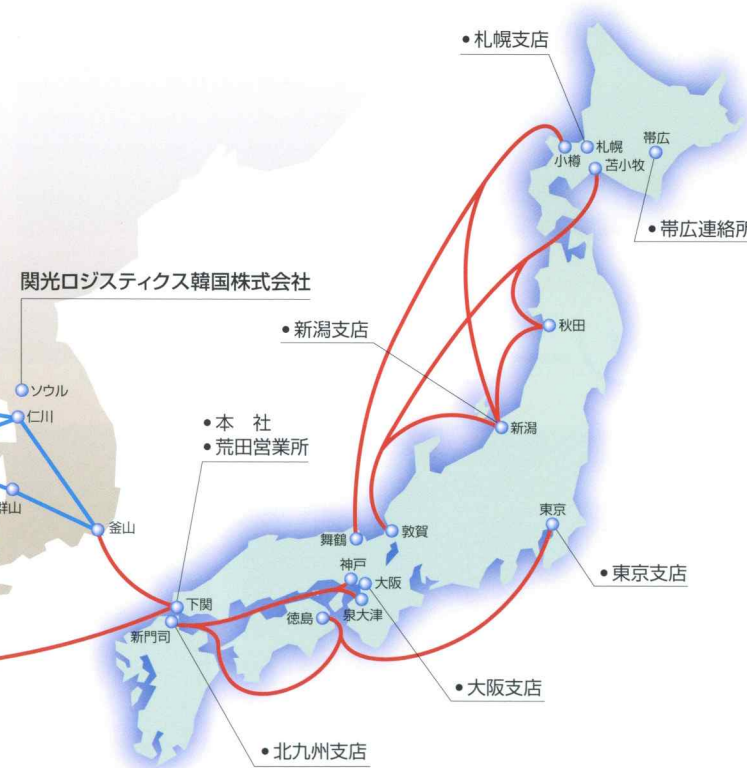 •札幌支店
札幌
帯広
小樽
苫小牧
•帯広連絡所
関光ロジスティクス韓国株式会社
•新潟支店
秋田
ソウル
仁川
•本　社
•荒田営業所
新潟
群山
釜山
東京
舞鶴
敦賀
神戸
大阪
•東京支店
下関
徳島
泉大津
新門司
•大阪支店
•北九州支店